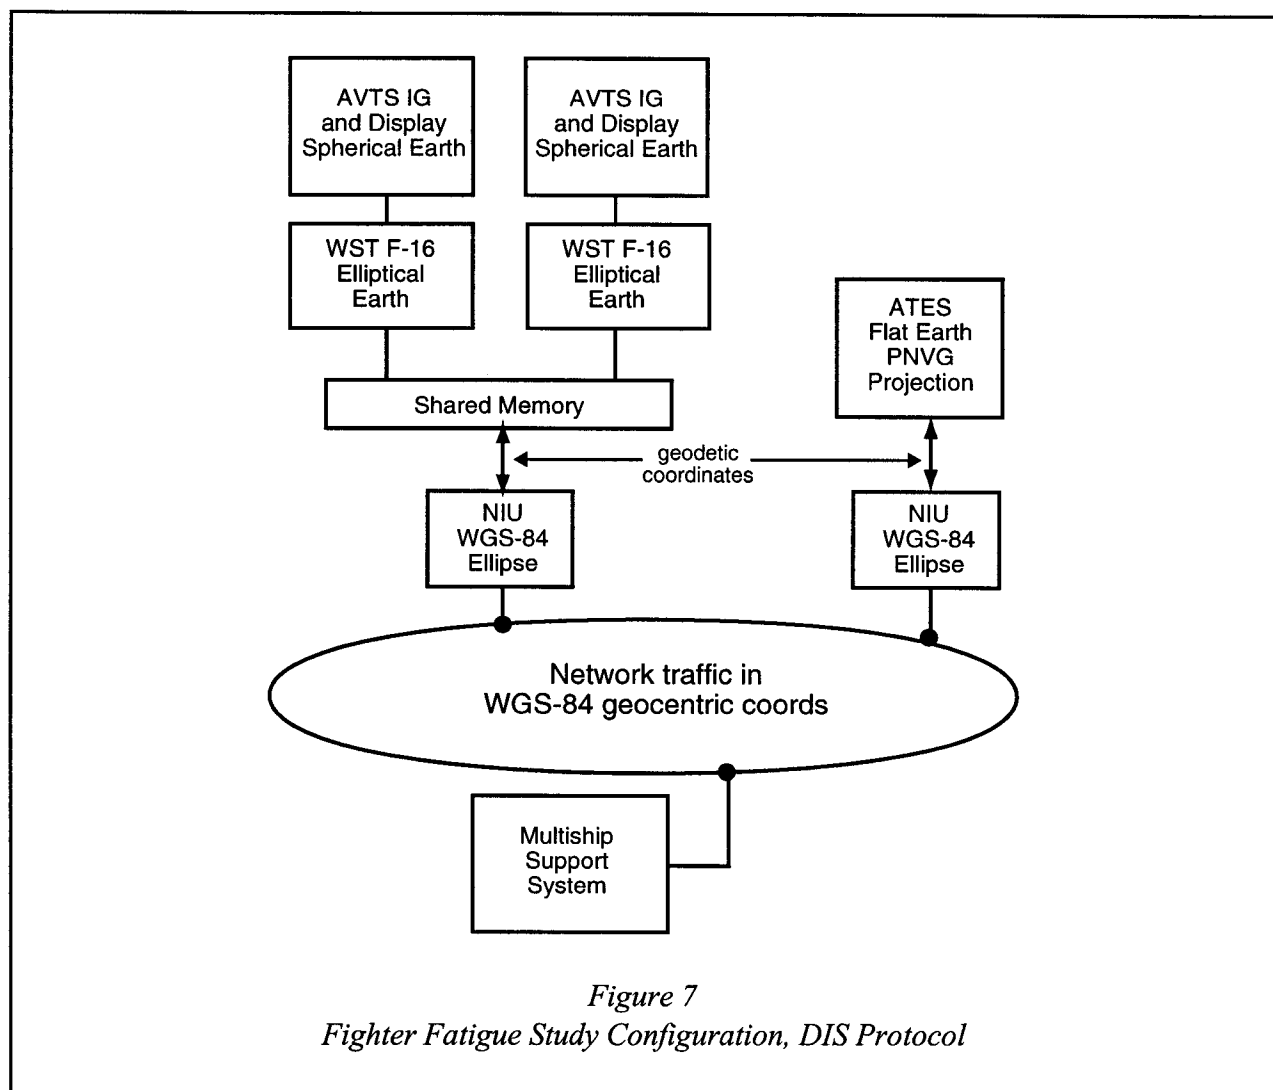 AVTS IG
and Display
Spherical Earth
AVTS IG
and Display
Spherical Earth
WST F-16
Elliptical
Earth
WST F-16
Elliptical
Earth
ATES
Flat Earth
PNVG
Projection
Shared Memory
geodetic
coordinates
NIU
WGS-84
Ellipse
NIU
WGS-84
Ellipse
Network traffic in
WGS-84 geocentric coords
Multiship
Support
System
Figure 7
Fighter Fatigue Study Configuration, DIS Protocol